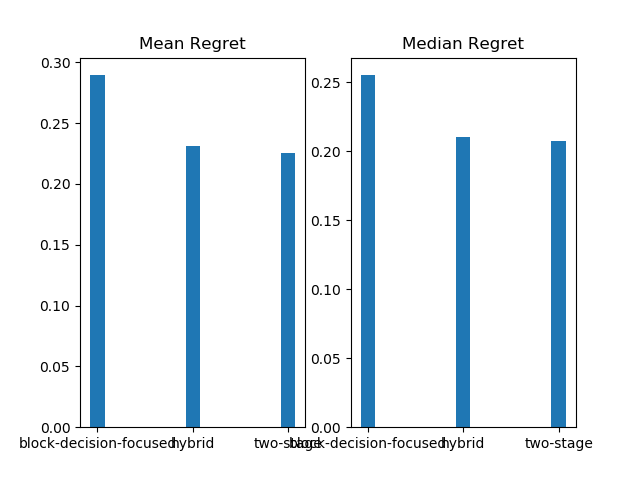 Mean Regret
0.30
0.25
0.20
0.15
0.10
0.05
0.00
block-decision-focused
hybrid
two-stage
Median Regret
0.25
0.20
0.15
0.10
0.05
0.00
block-decision-focused
hybrid
two-stage